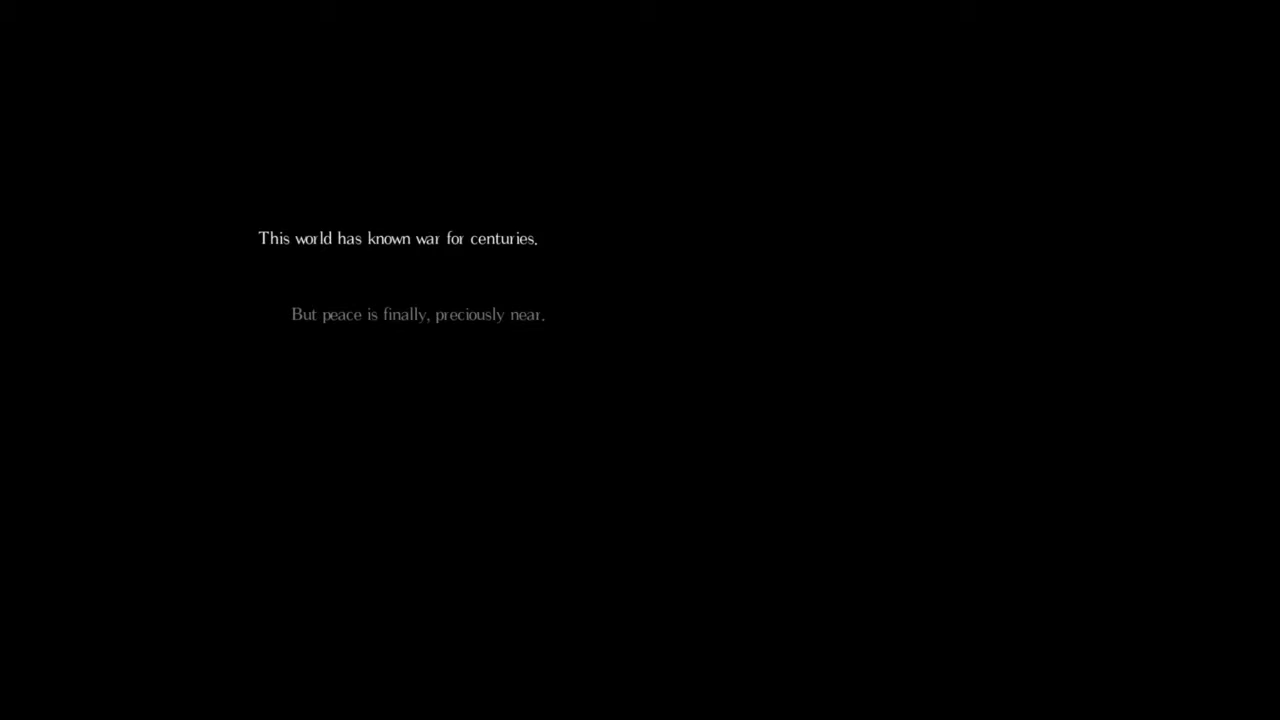 This world has known war for centuries.
But peace is finally, preciously near.